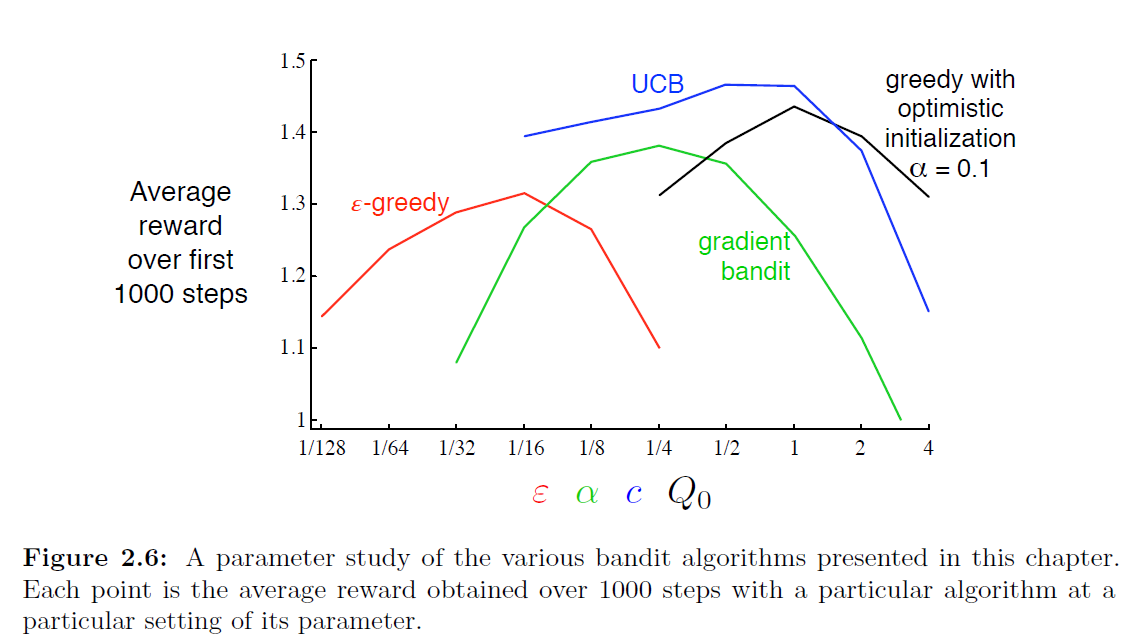 1.5
1.4
1.3
1.2
1.1
1
Average
reward
over first
1000 steps
ε-greedy
UCB
gradient
bandit
greedy with
optimistic
initialization
α = 0.1
1/128 1/64 1/32 1/16 1/8 1/4 1/2 1 2 4
ε α c Q₀
Figure 2.6: A parameter study of the various bandit algorithms presented in this chapter.
Each point is the average reward obtained over 1000 steps with a particular algorithm at a
particular setting of its parameter.